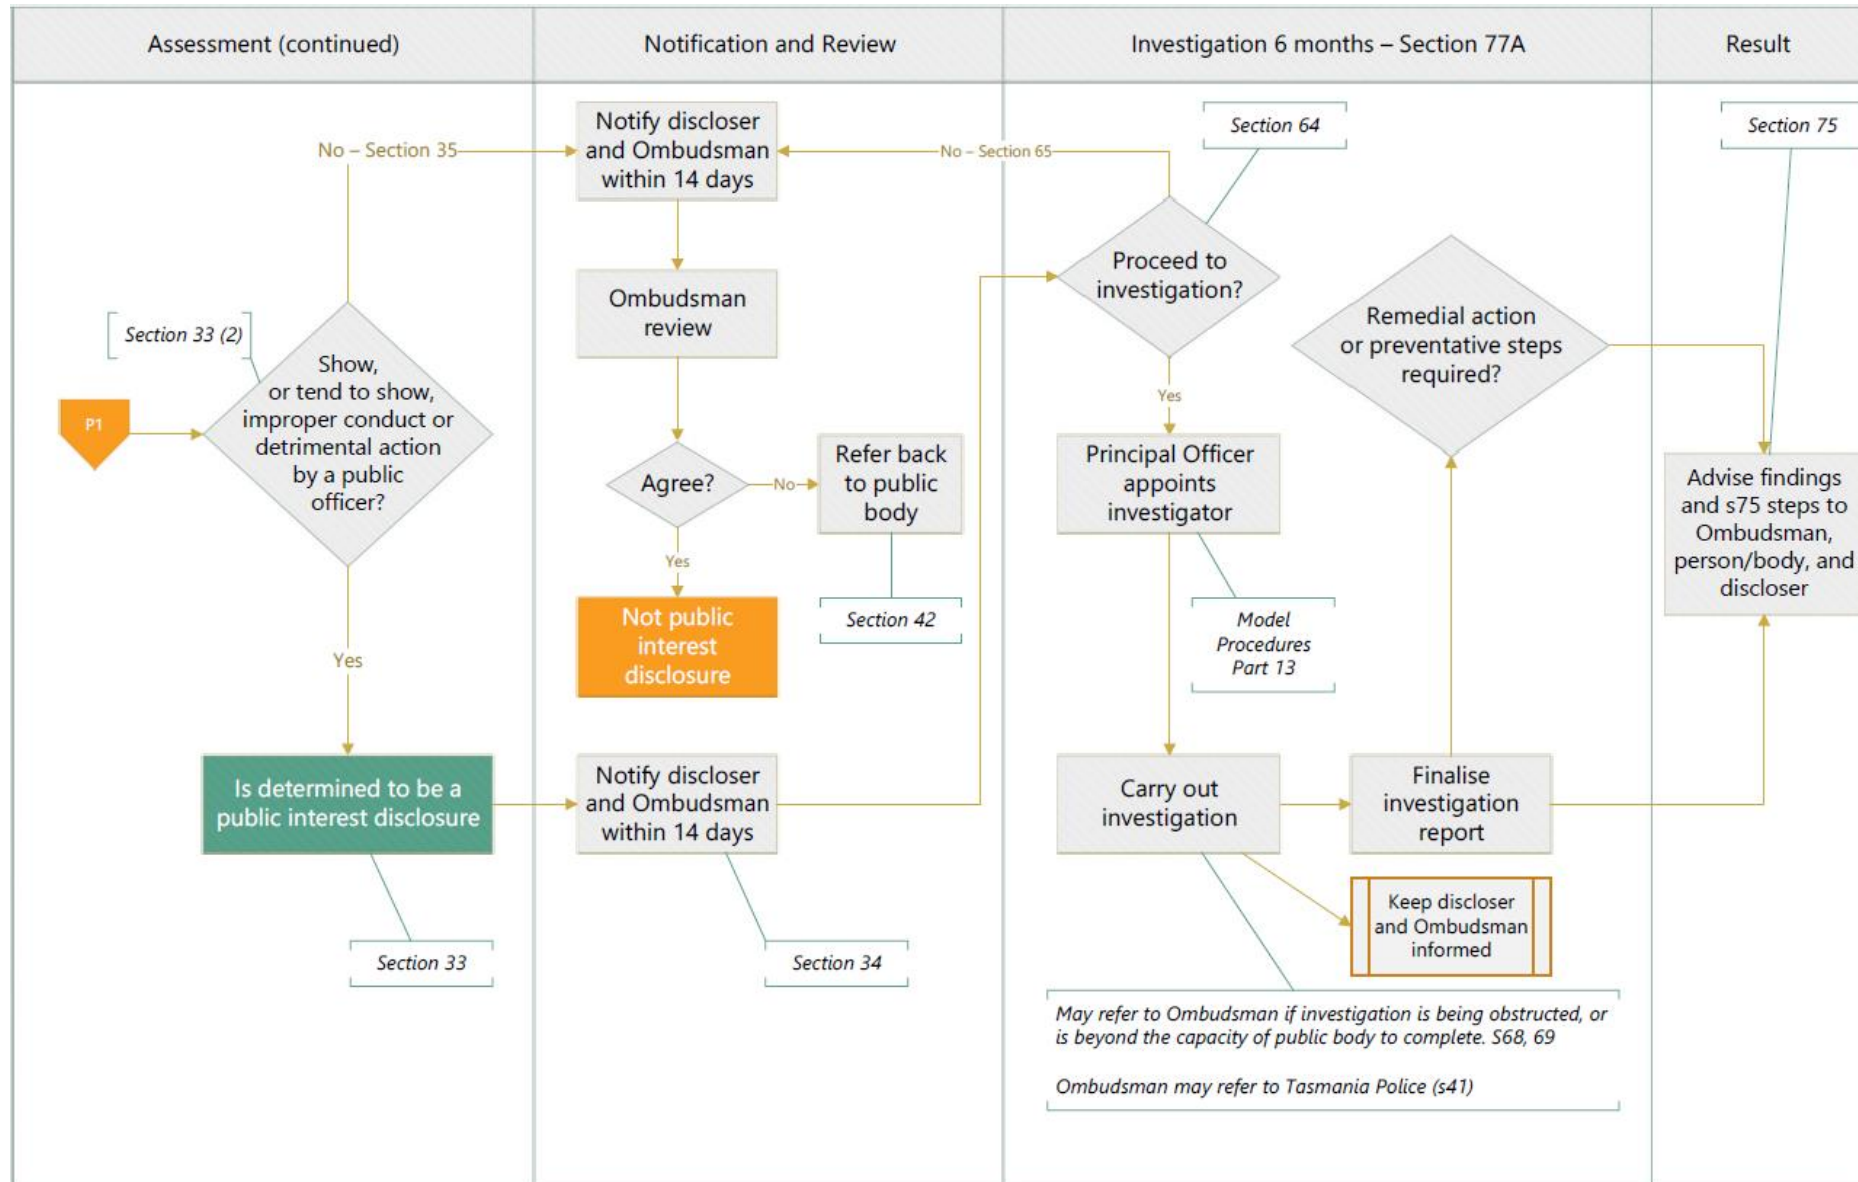 Assessment (continued)
Notification and Review
Investigation 6 months – Section 77A
Result
No – Section 35
Section 33 (2)
P1
Show,
or tend to show,
improper conduct or
detrimental action
by a public
officer?
Yes
Is determined to be a
public interest disclosure
Section 33
Notify discloser
and Ombudsman
within 14 days
Ombudsman
review
Agree?
No
Refer back
to public
body
Section 42
Yes
Not public
interest
disclosure
Notify discloser
and Ombudsman
within 14 days
Section 34
No – Section 65
Section 64
Proceed to
investigation?
Yes
Principal Officer
appoints
investigator
Model
Procedures
Part 13
Carry out
investigation
Finalise
investigation
report
Keep discloser
and Ombudsman
informed
May refer to Ombudsman if investigation is being obstructed, or
is beyond the capacity of public body to complete. S68, 69
Ombudsman may refer to Tasmania Police (s41)
Remedial action
or preventative steps
required?
Section 75
Advise findings
and s75 steps to
Ombudsman,
person/body, and
discloser